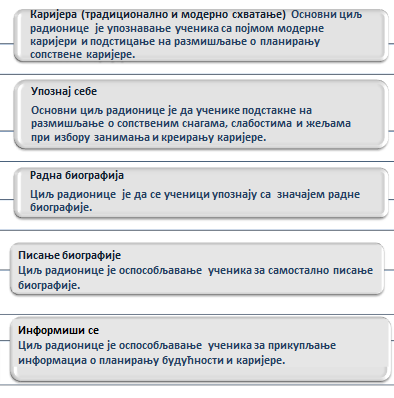 Каријера (традиционално и модерно схватање) Основни циљ
радионице је упознавање ученика са појмом модерне
каријери и подстицање на размишљање о планирању
сопствене каријере.
Упознај себе
Основни циљ радионице је да ученике подстакне на
размишљање о сопственим снагама, слабостима и жељама
при избору занимања и креирању каријере.
Радна биографија
Циљ радионице је да се ученици упознају са значајем радне
биографије.
Писање биографије
Циљ радионице је оспособљавање ученика за самостално писање
биографије.
Информиши се
Циљ радионице је оспособљавање ученика за прикупљање
информациа о планирању будућности и каријере.